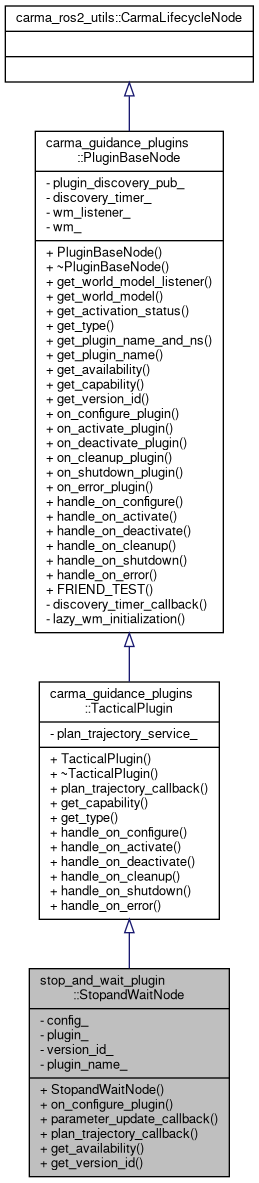 carma_ros2_utils::CarmaLifecycleNode
carma_guidance_plugins
::PluginBaseNode
- plugin_discovery_pub_
- discovery_timer_
- wm_listener_
- wm_
+ PluginBaseNode()
+ ~PluginBaseNode()
+ get_world_model_listener()
+ get_world_model()
+ get_activation_status()
+ get_type()
+ get_plugin_name_and_ns()
+ get_plugin_name()
+ get_availability()
+ get_capability()
+ get_version_id()
+ on_configure_plugin()
+ on_activate_plugin()
+ on_deactivate_plugin()
+ on_cleanup_plugin()
+ on_shutdown_plugin()
+ on_error_plugin()
+ handle_on_configure()
+ handle_on_activate()
+ handle_on_deactivate()
+ handle_on_cleanup()
+ handle_on_shutdown()
+ handle_on_error()
+ FRIEND_TEST()
- discovery_timer_callback()
- lazy_wm_initialization()
carma_guidance_plugins
::TacticalPlugin
- plan_trajectory_service_
+ TacticalPlugin()
+ ~TacticalPlugin()
+ plan_trajectory_callback()
+ get_capability()
+ get_type()
+ handle_on_configure()
+ handle_on_activate()
+ handle_on_deactivate()
+ handle_on_cleanup()
+ handle_on_shutdown()
+ handle_on_error()
stop_and_wait_plugin
::StopandWaitNode
- config_
- plugin_
- version_id_
- plugin_name_
+ StopandWaitNode()
+ on_configure_plugin()
+ parameter_update_callback()
+ plan_trajectory_callback()
+ get_availability()
+ get_version_id()